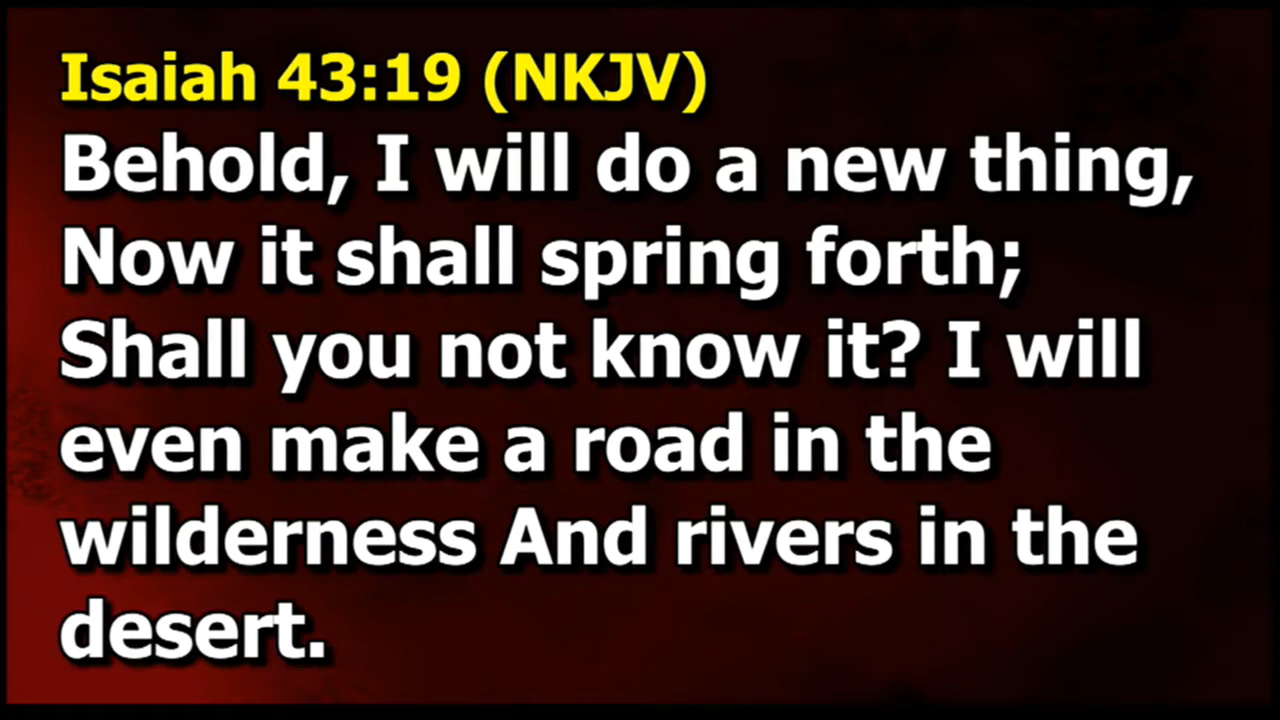 Isaiah 43:19 (NKJV)
Behold, I will do a new thing,
Now it shall spring forth;
Shall you not know it? I will
even make a road in the
wilderness And rivers in the
desert.